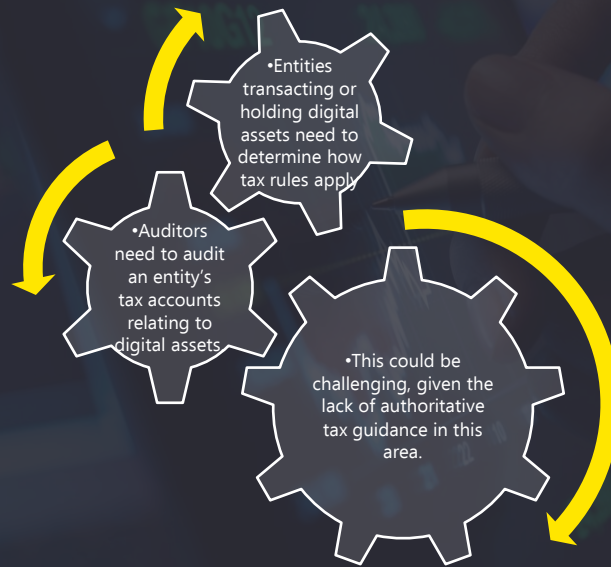 •Entities
transacting or
holding digital
assets need to
determine how
tax rules apply
•Auditors
need to audit
an entity's
tax accounts
relating to
digital assets
•This could be
challenging, given the
lack of authoritative
tax guidance in this
area.